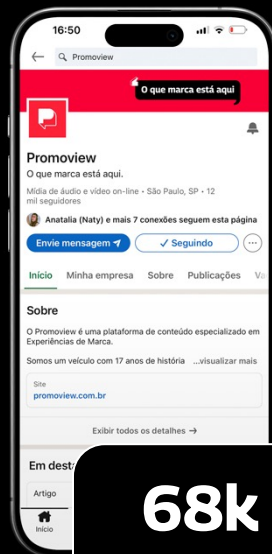 16:50
Promoview
O que marca está aqui
Promoview
O que marca está aqui.
Mídia de áudio e vídeo on-line • São Paulo, SP • 12
mil seguidores
Anatalia (Naty) e mais 7 conexões seguem esta página
Envie mensagem
Seguindo
Início Minha empresa Sobre Publicações Va
Sobre
O Promoview é uma plataforma de conteúdo especializado em
Experiências de Marca.
Somos um veículo com 17 anos de história ...visualizar mais
Site
promoview.com.br
Exibir todos os detalhes →
Em desta
Artigo
Início
68k